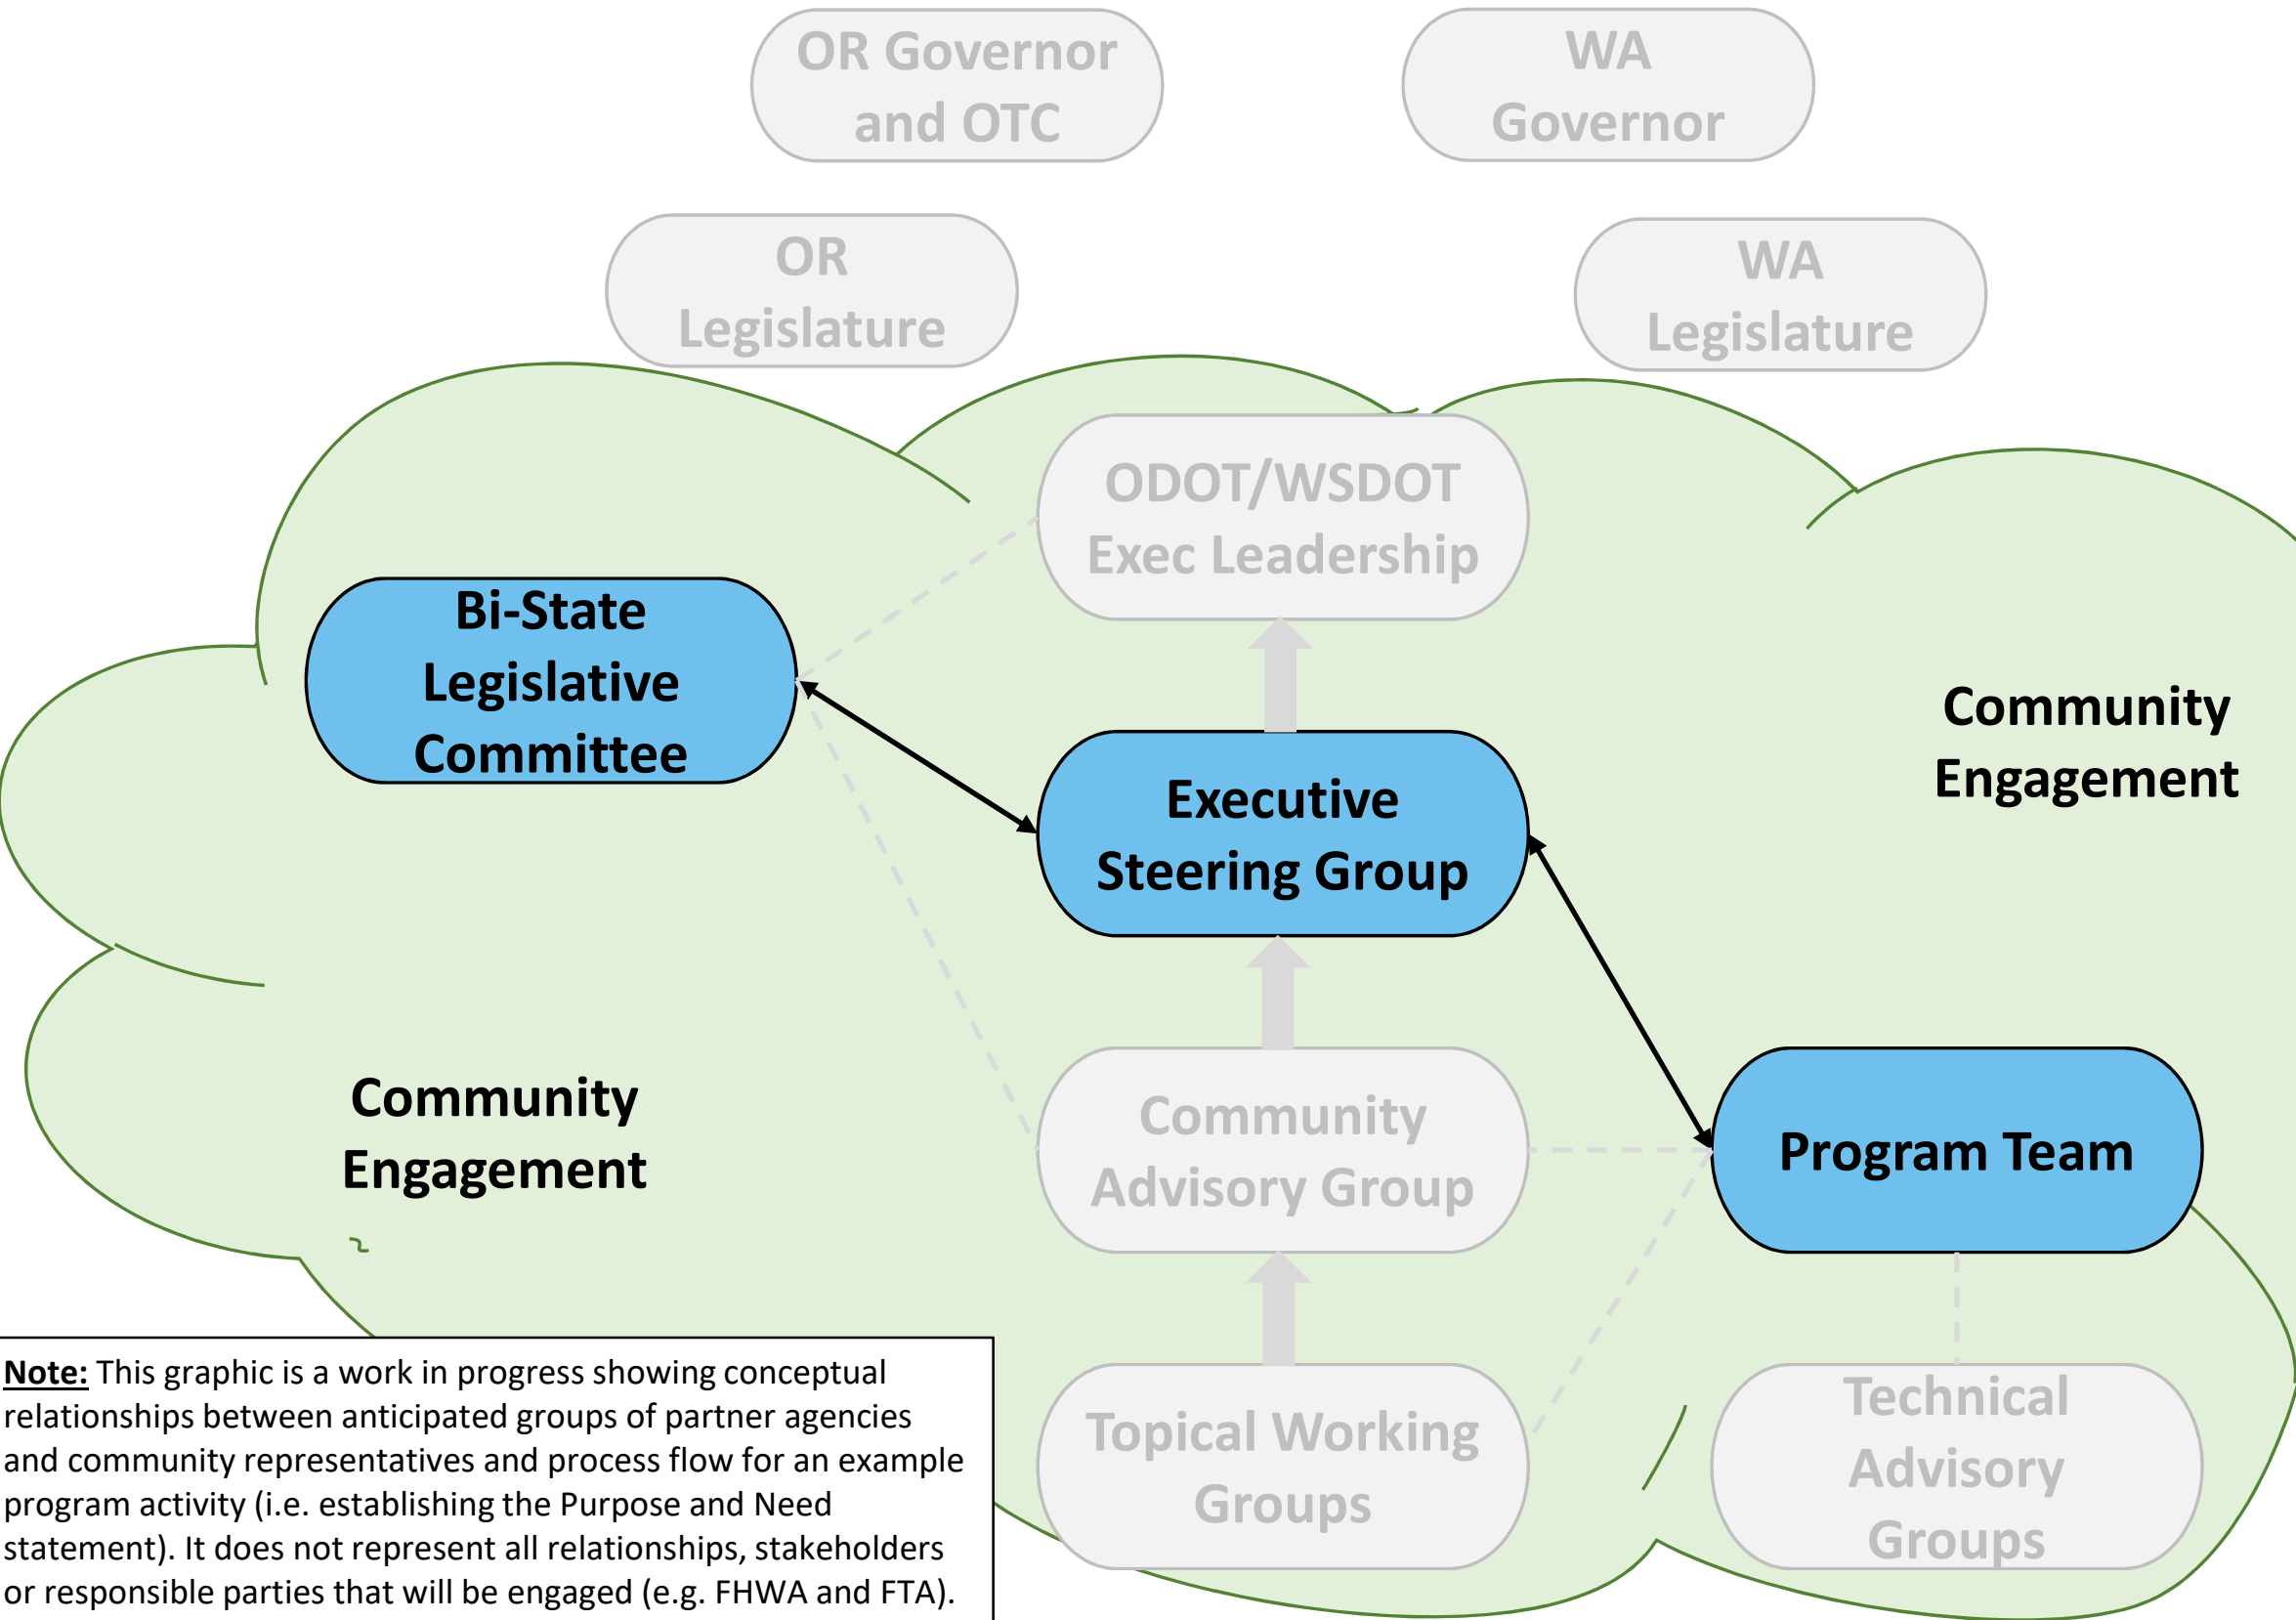 OR Governor
and OTC
WA
Governor
OR
Legislature
WA
Legislature
ODOT/WSDOT
Exec Leadership
Bi-State
Legislative
Committee
Community
Engagement
Executive
Steering Group
Community
Engagement
Community
Advisory Group
Program Team
Topical Working
Groups
Technical
Advisory
Groups
Note: This graphic is a work in progress showing conceptual
relationships between anticipated groups of partner agencies
and community representatives and process flow for an example
program activity (i.e. establishing the Purpose and Need
statement). It does not represent all relationships, stakeholders
or responsible parties that will be engaged (e.g. FHWA and FTA).